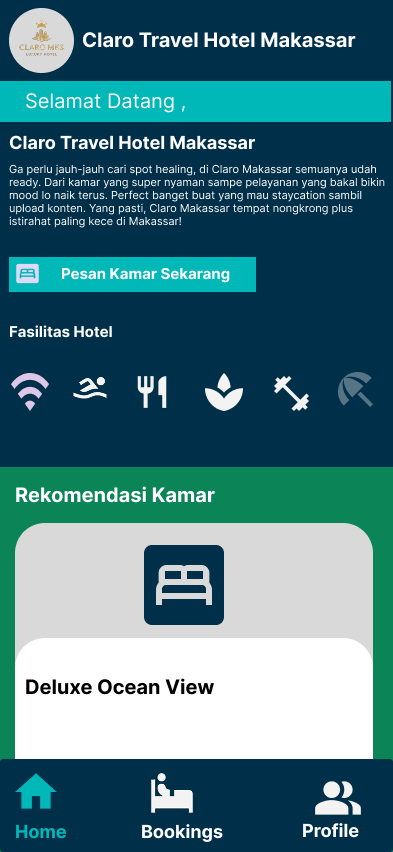 CLARO MKS
LUXURY HOTEL
Claro Travel Hotel Makassar
Selamat Datang ,
Claro Travel Hotel Makassar
Ga perlu jauh-jauh cari spot healing, di Claro Makassar semuanya udah
ready. Dari kamar yang super nyaman sampe pelayanan yang bakal bikin
mood lo naik terus. Perfect banget buat yang mau staycation sambil
upload konten. Yang pasti, Claro Makassar tempat nongkrong plus
istirahat paling kece di Makassar!
Pesan Kamar Sekarang
Fasilitas Hotel
Rekomendasi Kamar
Deluxe Ocean View
Home Bookings Profile